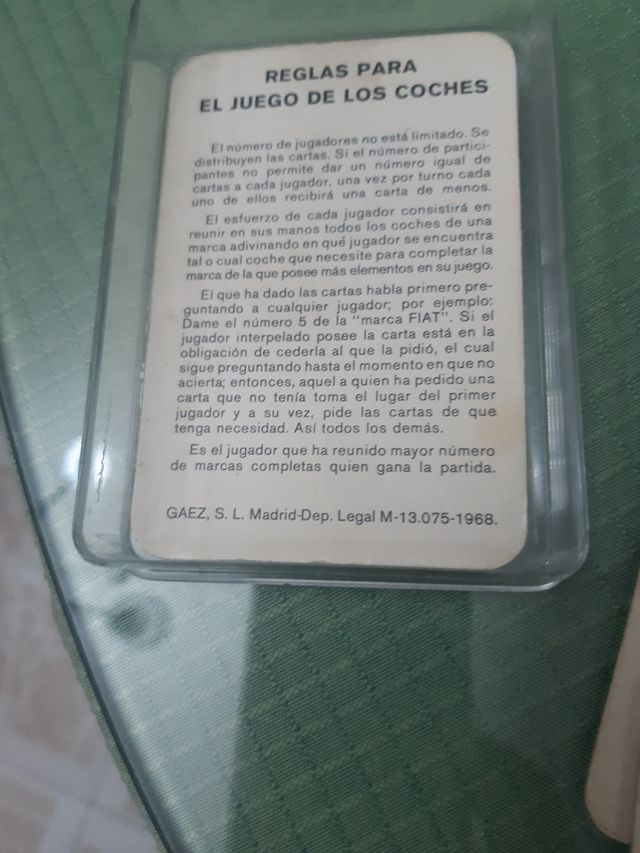 REGLAS PARA
EL JUEGO DE LOS COCHES
El número de jugadores no está limitado. Se
distribuyen las cartas. Si el número de partici-
pantes no permite dar un número igual de
cartas a cada jugador, una vez por turno cada
uno de ellos recibirá una carta de menos.
El esfuerzo de cada jugador consistirá en
reunir en sus manos todos los coches de una
marca adivinando en qué jugador se encuentra
tal o cual coche que necesite para completar la
marca de la que posee más elementos en su juego.
El que ha dado las cartas habla primero pre-
guntando a cualquier jugador; por ejemplo:
Dame el número 5 de la "marca FIAT". Si el
jugador interpelado posee la carta está en la
obligación de cederla al que la pidió, el cual
sigue preguntando hasta el momento en que no
acierta; entonces, aquel a quien ha pedido una
carta que no tenía toma el lugar del primer
jugador y a su vez, pide las cartas de que
tenga necesidad. Así todos los demás.
Es el jugador que ha reunido mayor número
de marcas completas quien gana la partida.
GAEZ, S. L. Madrid-Dep. Legal M-13.075-1968.